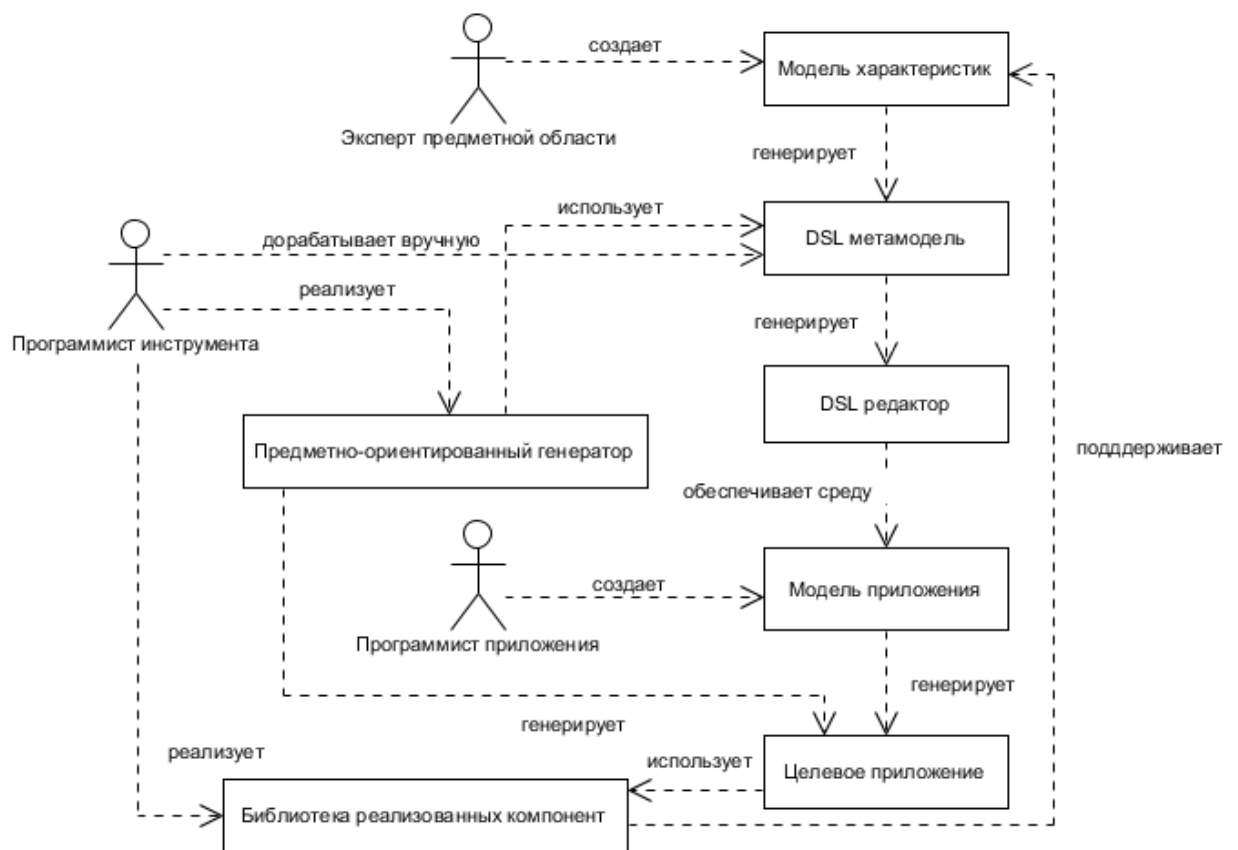 создает
Модель характеристик
Эксперт предметной области
генерирует
использует
DSL метамодель
дорабатывает вручную
реализует
генерирует
Программист инструмента
DSL редактор
Предметно-ориентированный генератор
подддерживает
обеспечивает среду
создает
Модель приложения
Программист приложения
генерирует
генерирует
реализует
использует
Целевое приложение
Библиотека реализованных компонент